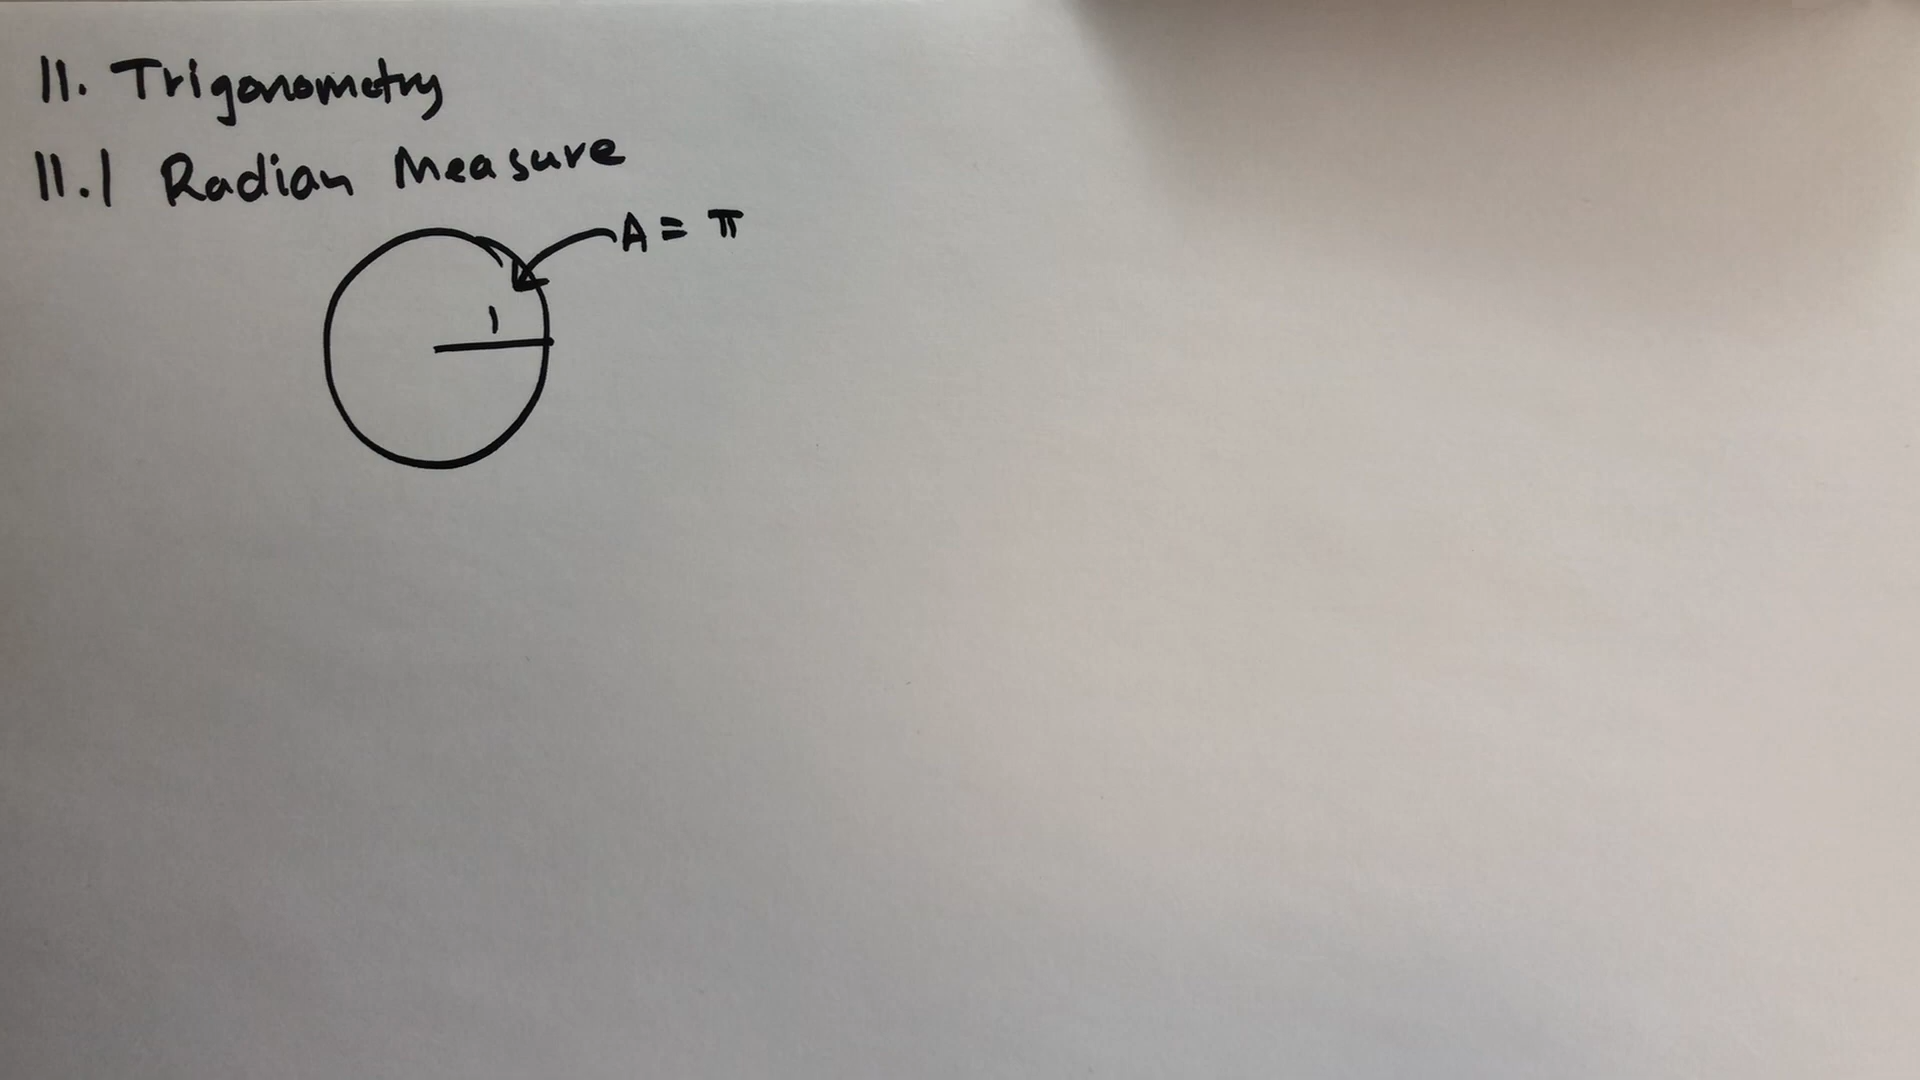 11. Trigonometry
11.1 Radian Measure
A = π
1